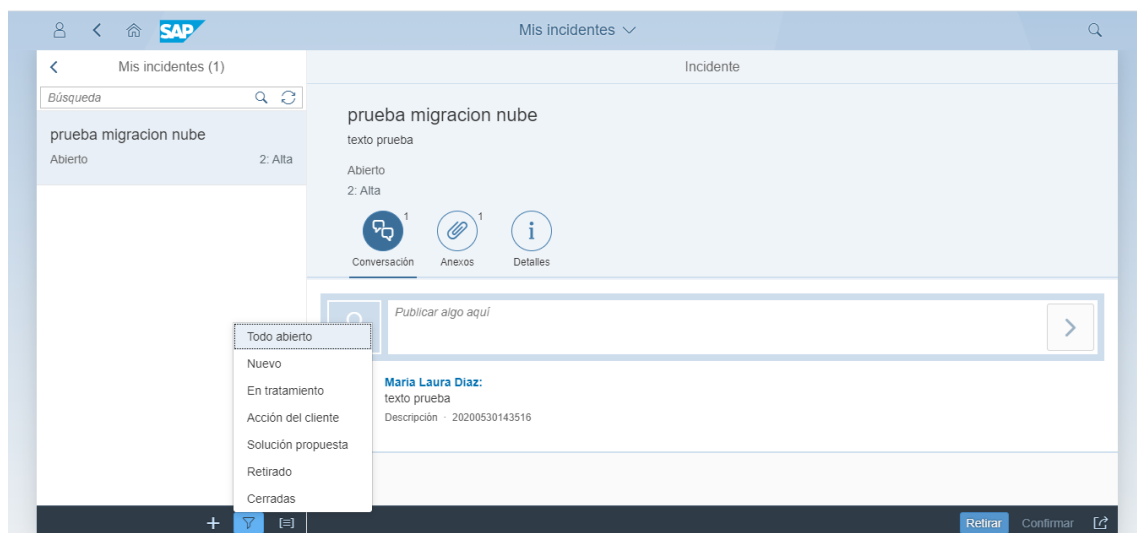 SAP
Mis incidentes
Mis incidentes (1)
Búsqueda
prueba migracion nube
Abierto
2: Alta
Incidente
prueba migracion nube
texto prueba
Abierto
2: Alta
1
1
Conversación
Anexos
Detalles
Publicar algo aquí
Maria Laura Diaz:
texto prueba
Descripción · 20200530143516
Todo abierto
Nuevo
En tratamiento
Acción del cliente
Solución propuesta
Retirado
Cerradas
Retirar
Confirmar